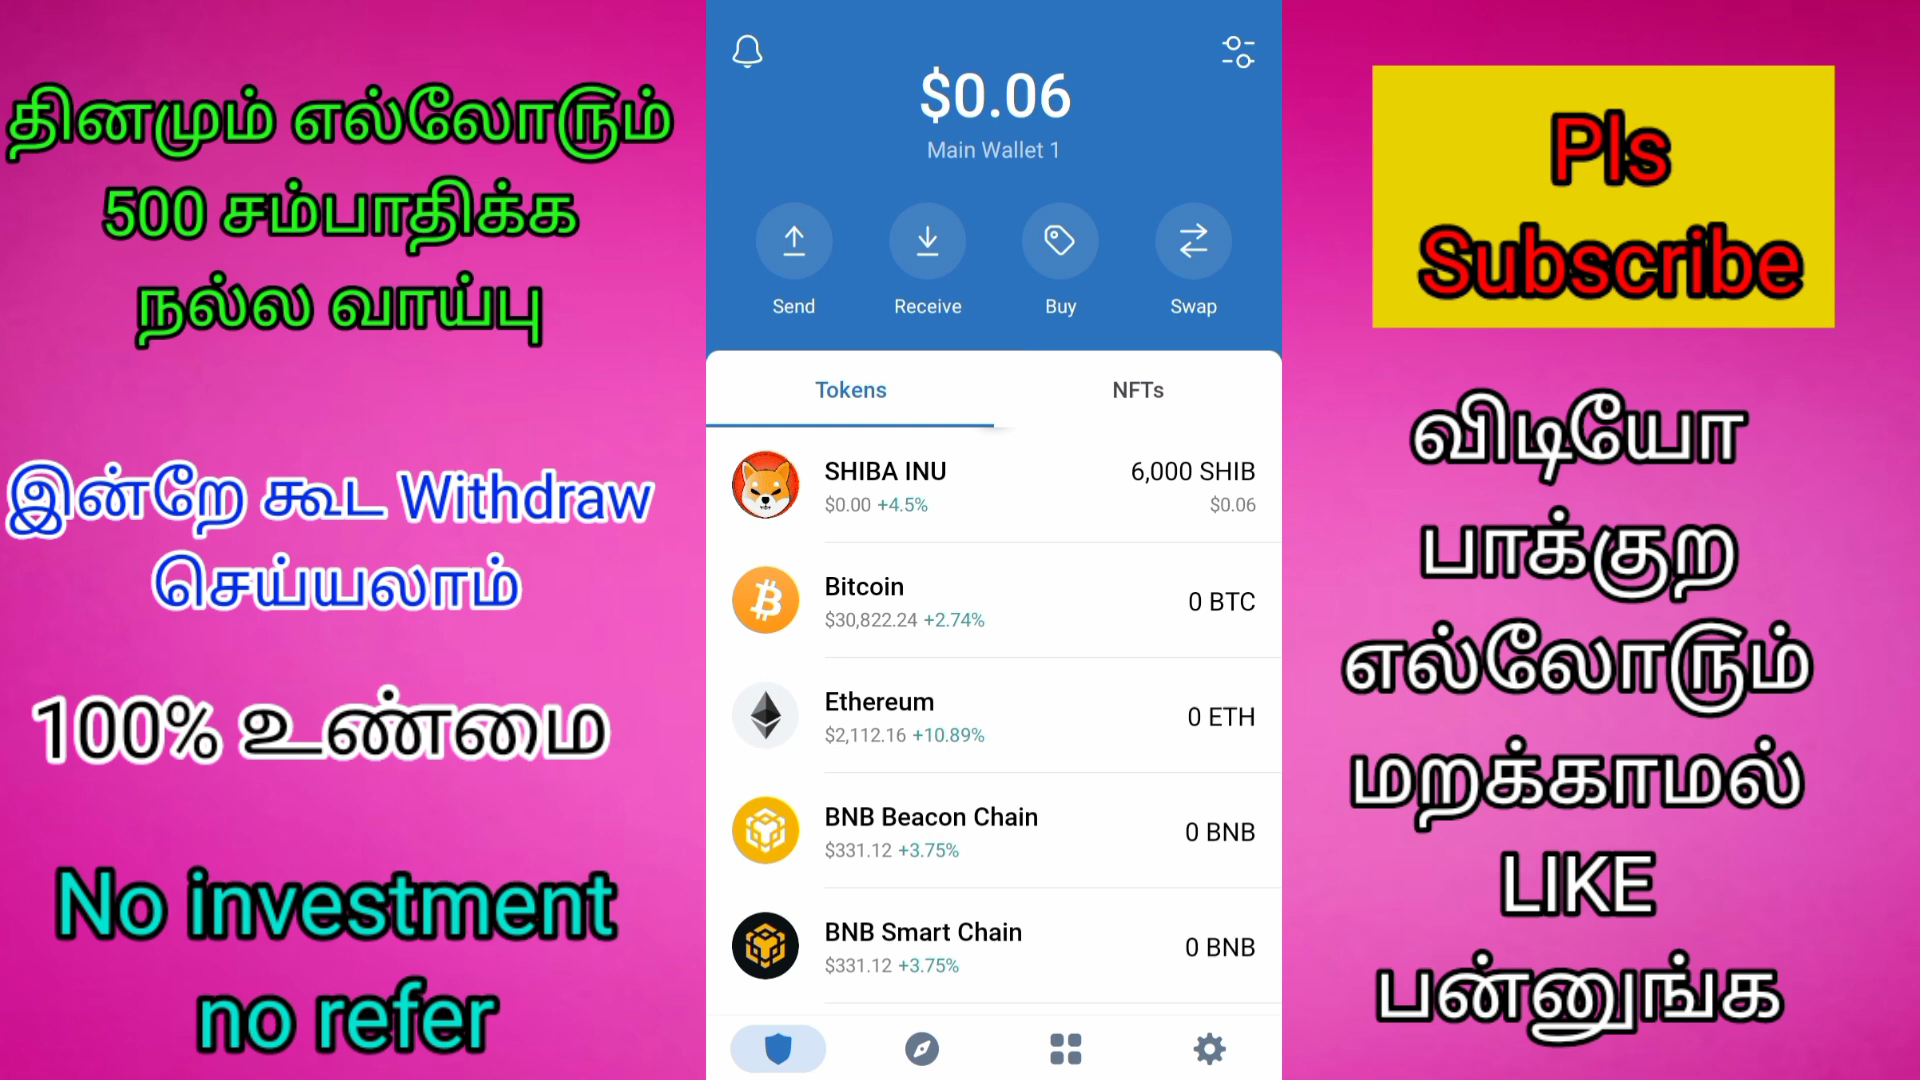 தினமும் எல்லோரும்
500 சம்பாதிக்க
நல்ல வாய்பு
இன்றே கூட Withdraw
செய்யலாம்
100% உண்மை
No investment
no refer
$0.06
Main Wallet 1
Send
Receive
Buy
Swap
Tokens
NFTs
SHIBA INU
6,000 SHIB
$0.00 +4.5%
$0.06
Bitcoin
$30,822.24 +2.74%
0 BTC
Ethereum
$2,112.16 +10.89%
0 ETH
BNB Beacon Chain
$331.12 +3.75%
0 BNB
BNB Smart Chain
$331.12 +3.75%
0 BNB
Pls
Subscribe
விடியோ
பாக்குற
எல்லோரும்
மறக்காமல்
LIKE
பன்னுங்க